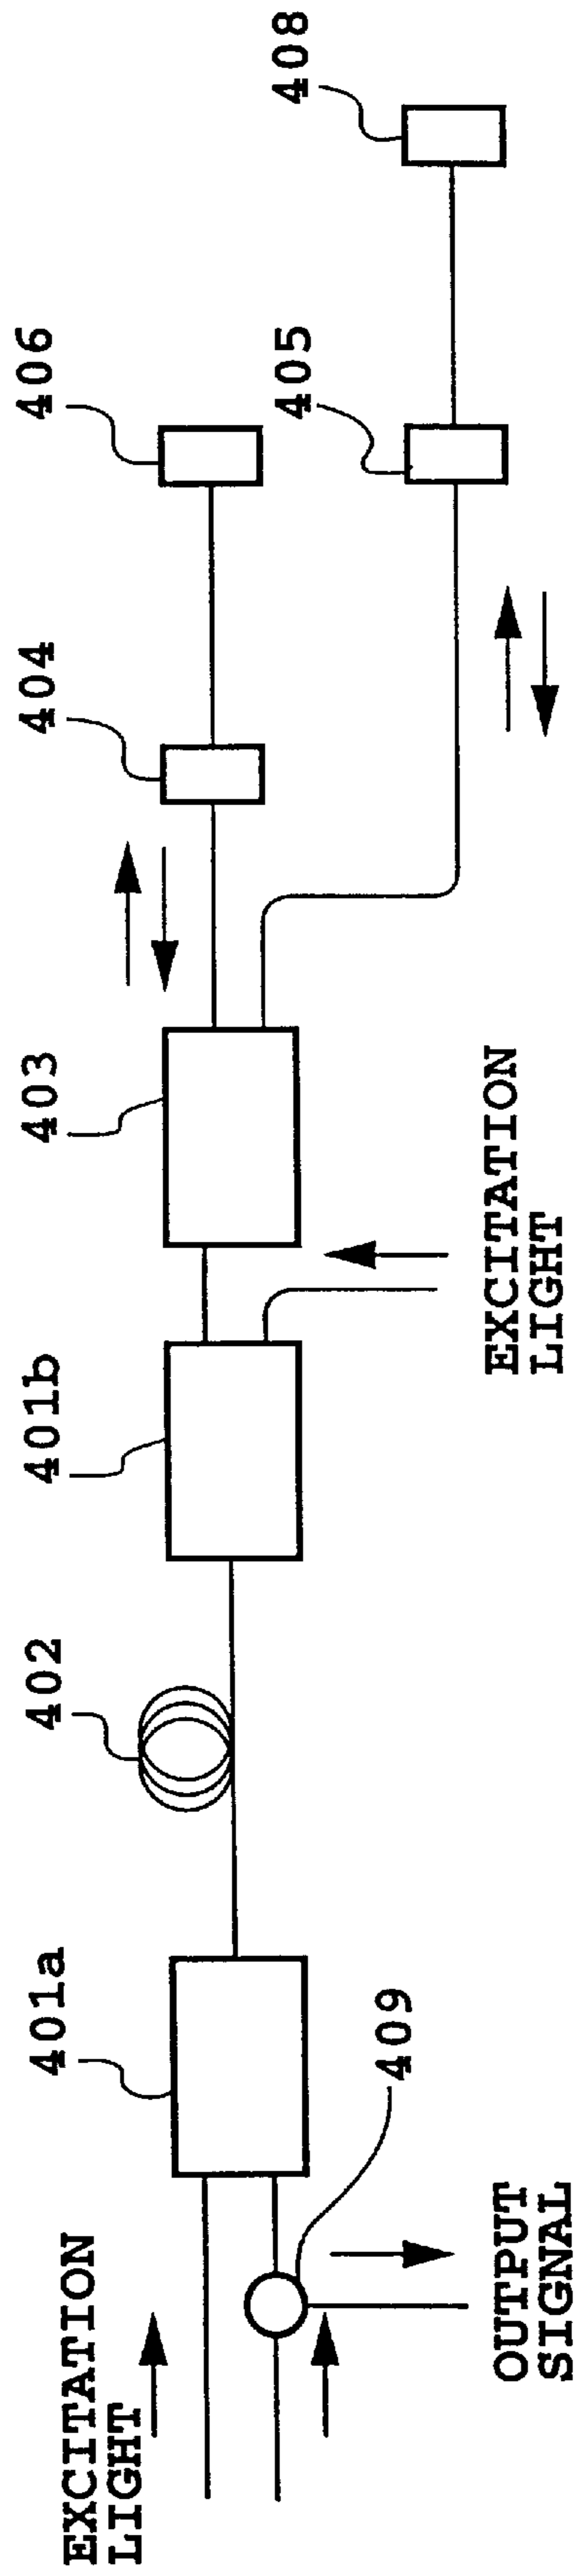 EXCITATION
LIGHT
401a
409
OUTPUT
SIGNAL
402
401b
EXCITATION
LIGHT
403
404
406
405
408